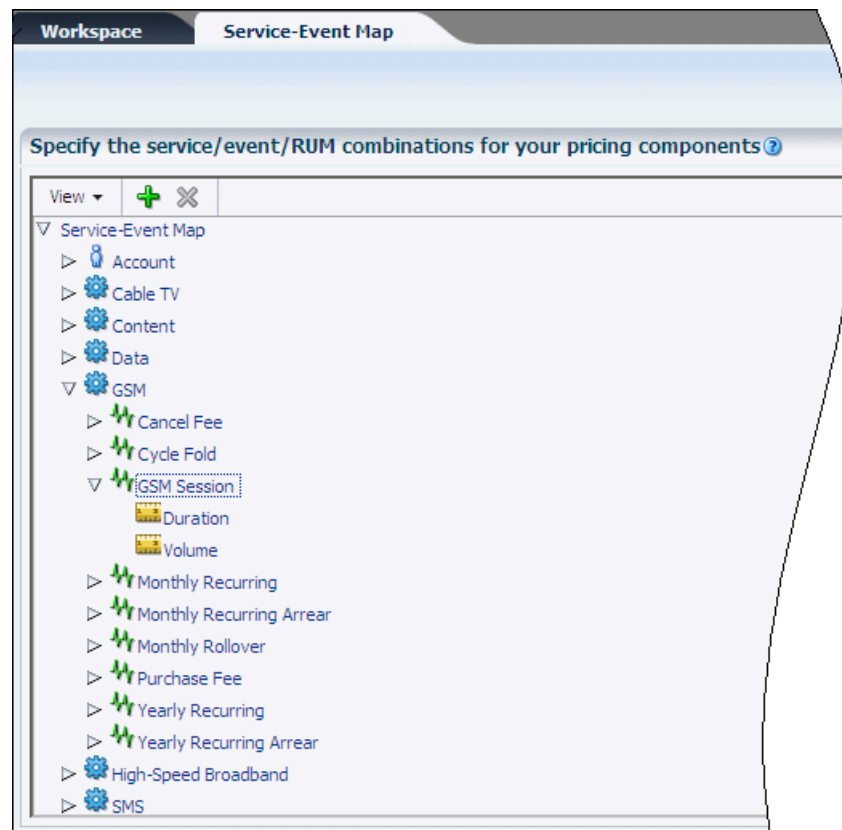 Workspace Service-Event Map
Specify the service/event/RUM combinations for your pricing components
View
Service-Event Map
Account
Cable TV
Content
Data
GSM
Cancel Fee
Cycle Fold
GSM Session
Duration
Volume
Monthly Recurring
Monthly Recurring Arrear
Monthly Rollover
Purchase Fee
Yearly Recurring
Yearly Recurring Arrear
High-Speed Broadband
SMS